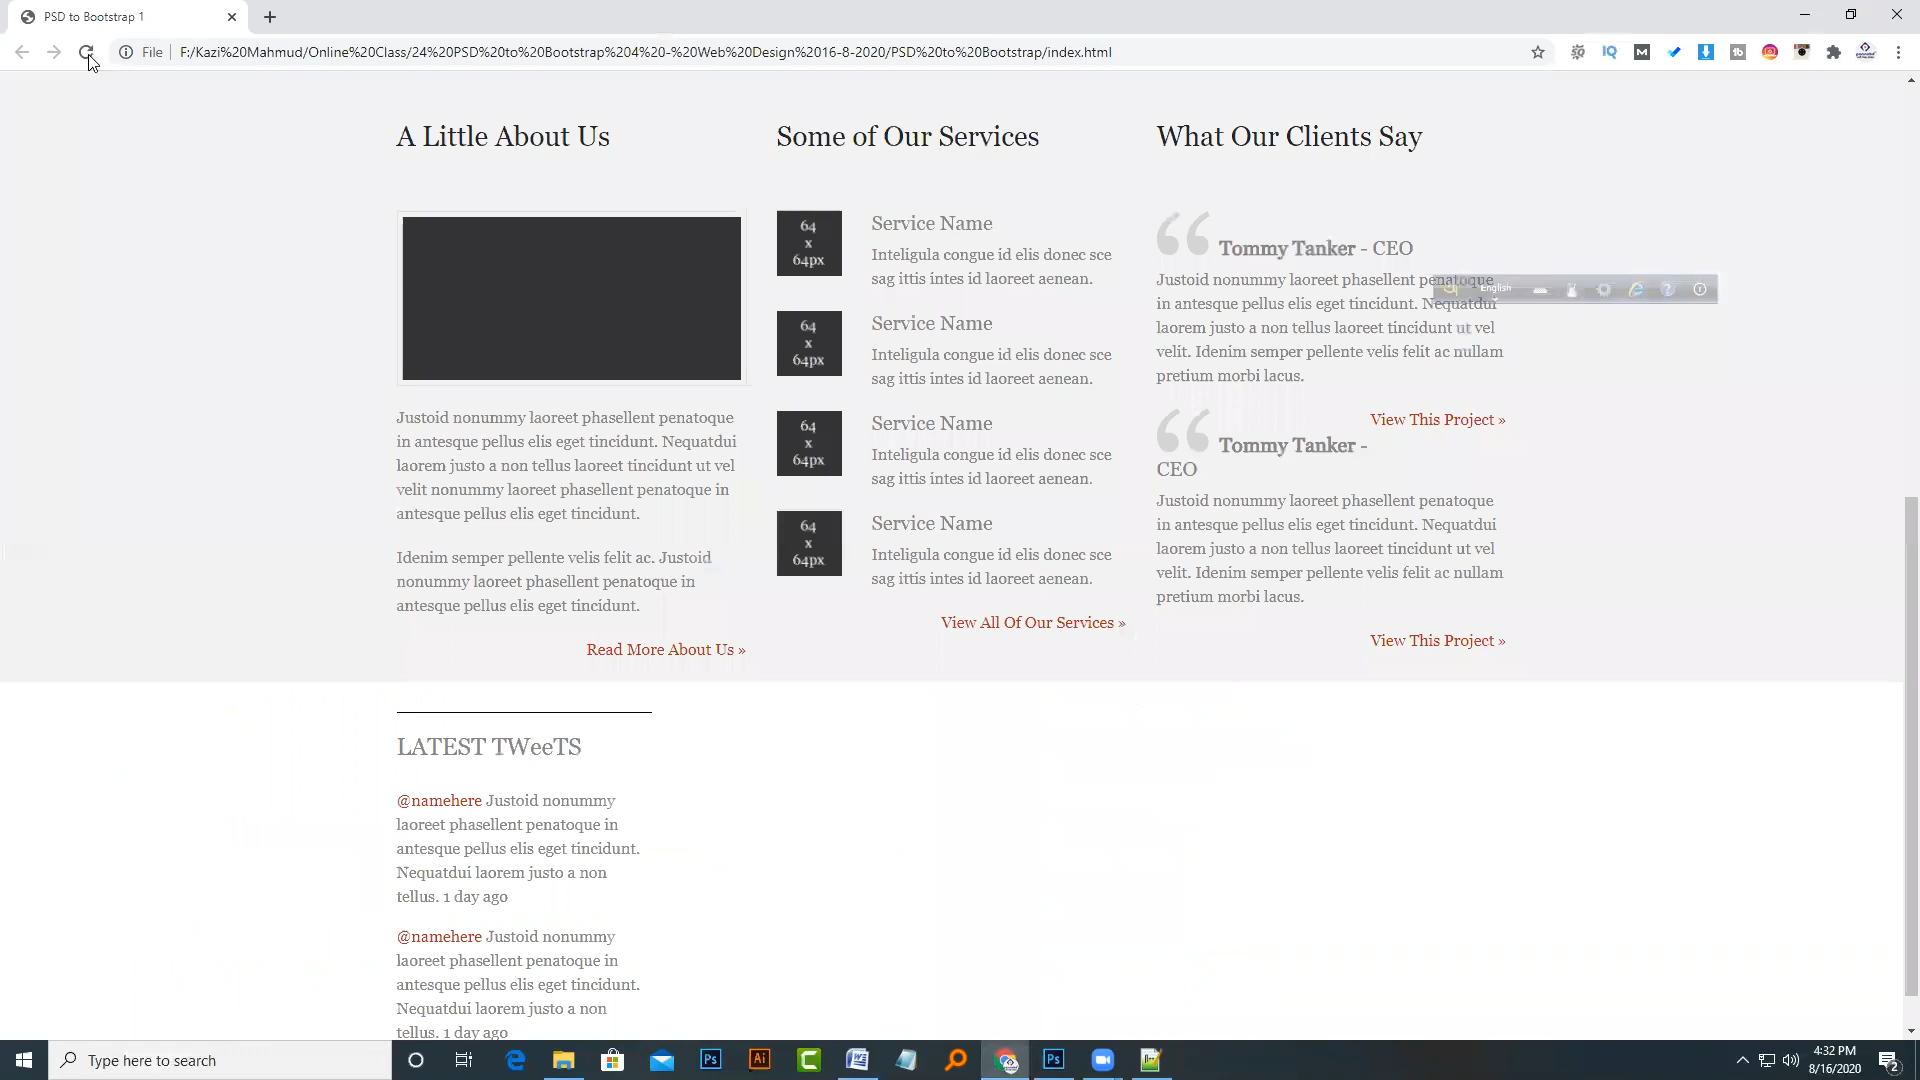 PSD to Bootstrap 1
File
F:/Kazi%20Mahmud/Online%20Class/24%20PSD%20to%20Bootstrap%204%20-%20Web%20Design%2016-8-2020/PSD%20to%20Bootstrap/index.html
A Little About Us
Justoid nonummy laoreet phasellent penatoque
in antesque pellus elis eget tincidunt. Nequatdui
laorem justo a non tellus laoreet tincidunt ut vel
velit nonummy laoreet phasellent penatoque in
antesque pellus elis eget tincidunt.
Idenim semper pellente velis felit ac. Justoid
nonummy laoreet phasellent penatoque in
antesque pellus elis eget tincidunt.
Read More About Us »
Some of Our Services
64
x
64px
Service Name
Inteligula congue id elis donec sce
sag ittis intes id laoreet aenean.
64
x
64px
Service Name
Inteligula congue id elis donec sce
sag ittis intes id laoreet aenean.
64
x
64px
Service Name
Inteligula congue id elis donec sce
sag ittis intes id laoreet aenean.
64
x
64px
Service Name
Inteligula congue id elis donec sce
sag ittis intes id laoreet aenean.
View All Of Our Services »
What Our Clients Say
“ Tommy Tanker - CEO
Justoid nonummy laoreet phasellent penatoque
in antesque pellus elis eget tincidunt. Nequatdui
laorem justo a non tellus laoreet tincidunt ut vel
velit. Idenim semper pellente velis felit ac nullam
pretium morbi lacus.
View This Project »
“ Tommy Tanker -
CEO
Justoid nonummy laoreet phasellent penatoque
in antesque pellus elis eget tincidunt. Nequatdui
laorem justo a non tellus laoreet tincidunt ut vel
velit. Idenim semper pellente velis felit ac nullam
pretium morbi lacus.
View This Project »
English
LATEST TWeeTS
@namehere Justoid nonummy
laoreet phasellent penatoque in
antesque pellus elis eget tincidunt.
Nequatdui laorem justo a non
tellus. 1 day ago
@namehere Justoid nonummy
laoreet phasellent penatoque in
antesque pellus elis eget tincidunt.
Nequatdui laorem justo a non
tellus. 1 day ago
Type here to search
4:32 PM
8/16/2020
2